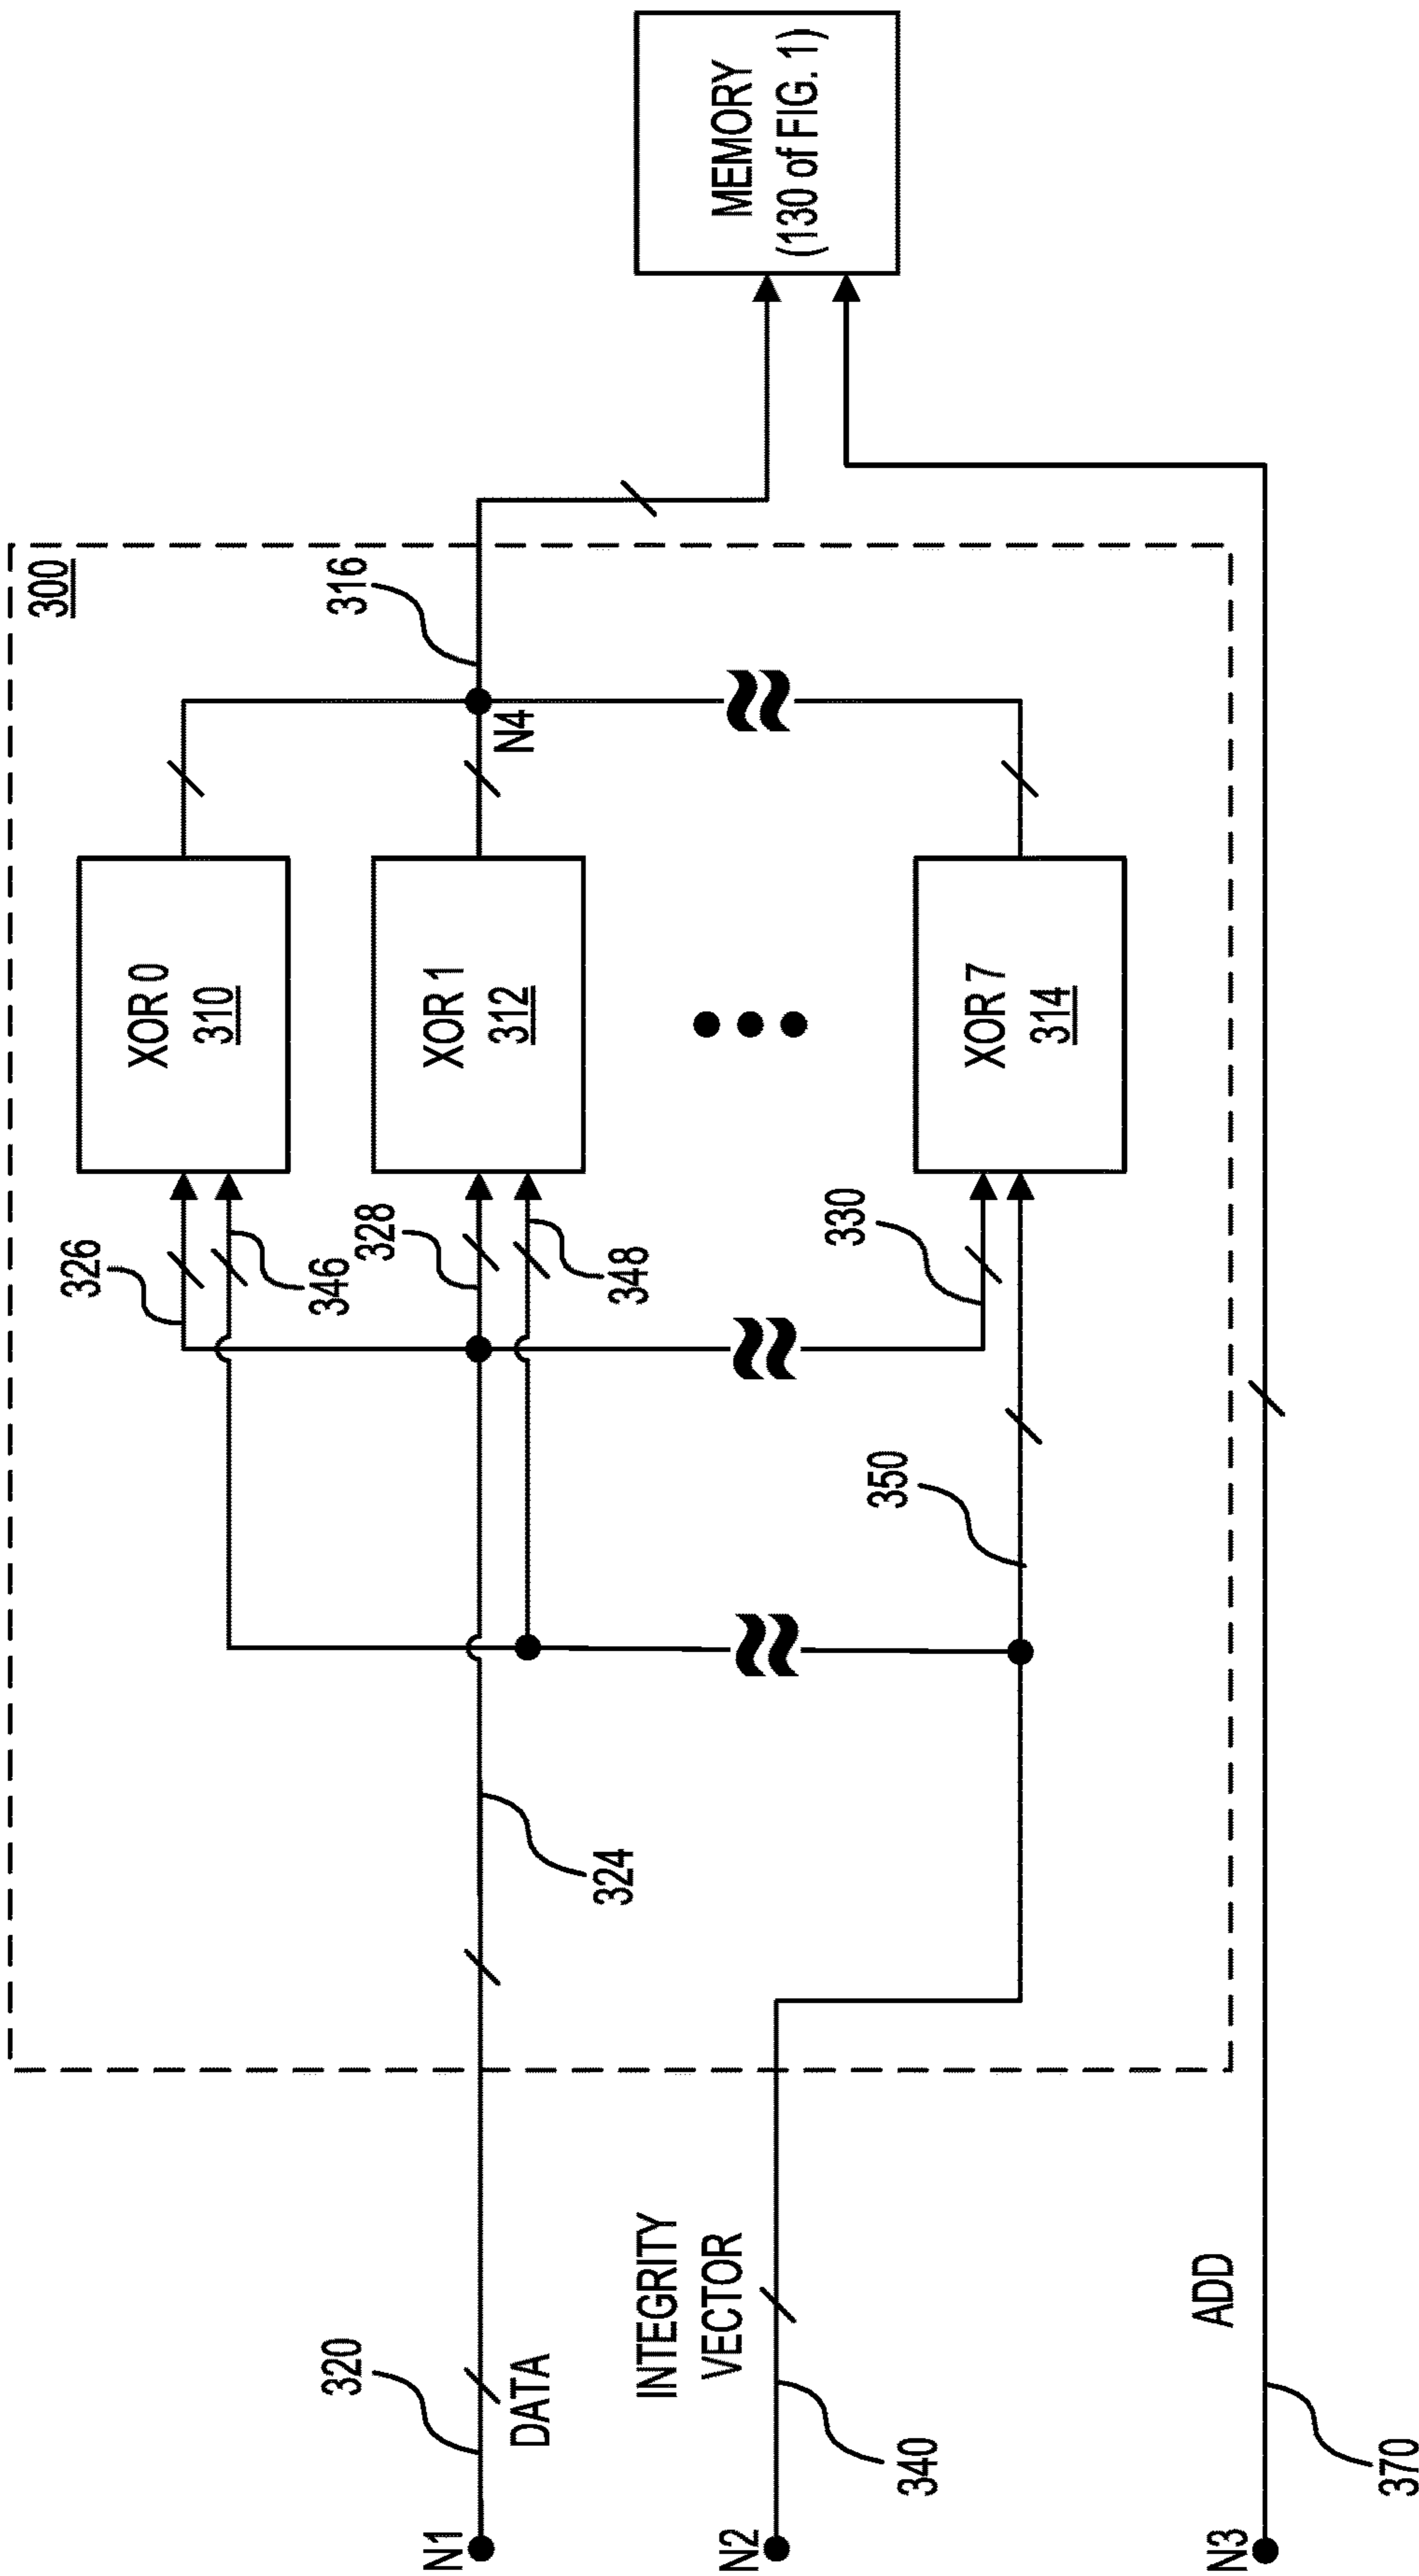 300
XOR 0
310
XOR 1
312
XOR 7
314
326
346
328
348
330
350
324
316
N4
MEMORY
(130 of FIG. 1)
N1
320
DATA
N2
340
INTEGRITY
VECTOR
N3
370
ADD